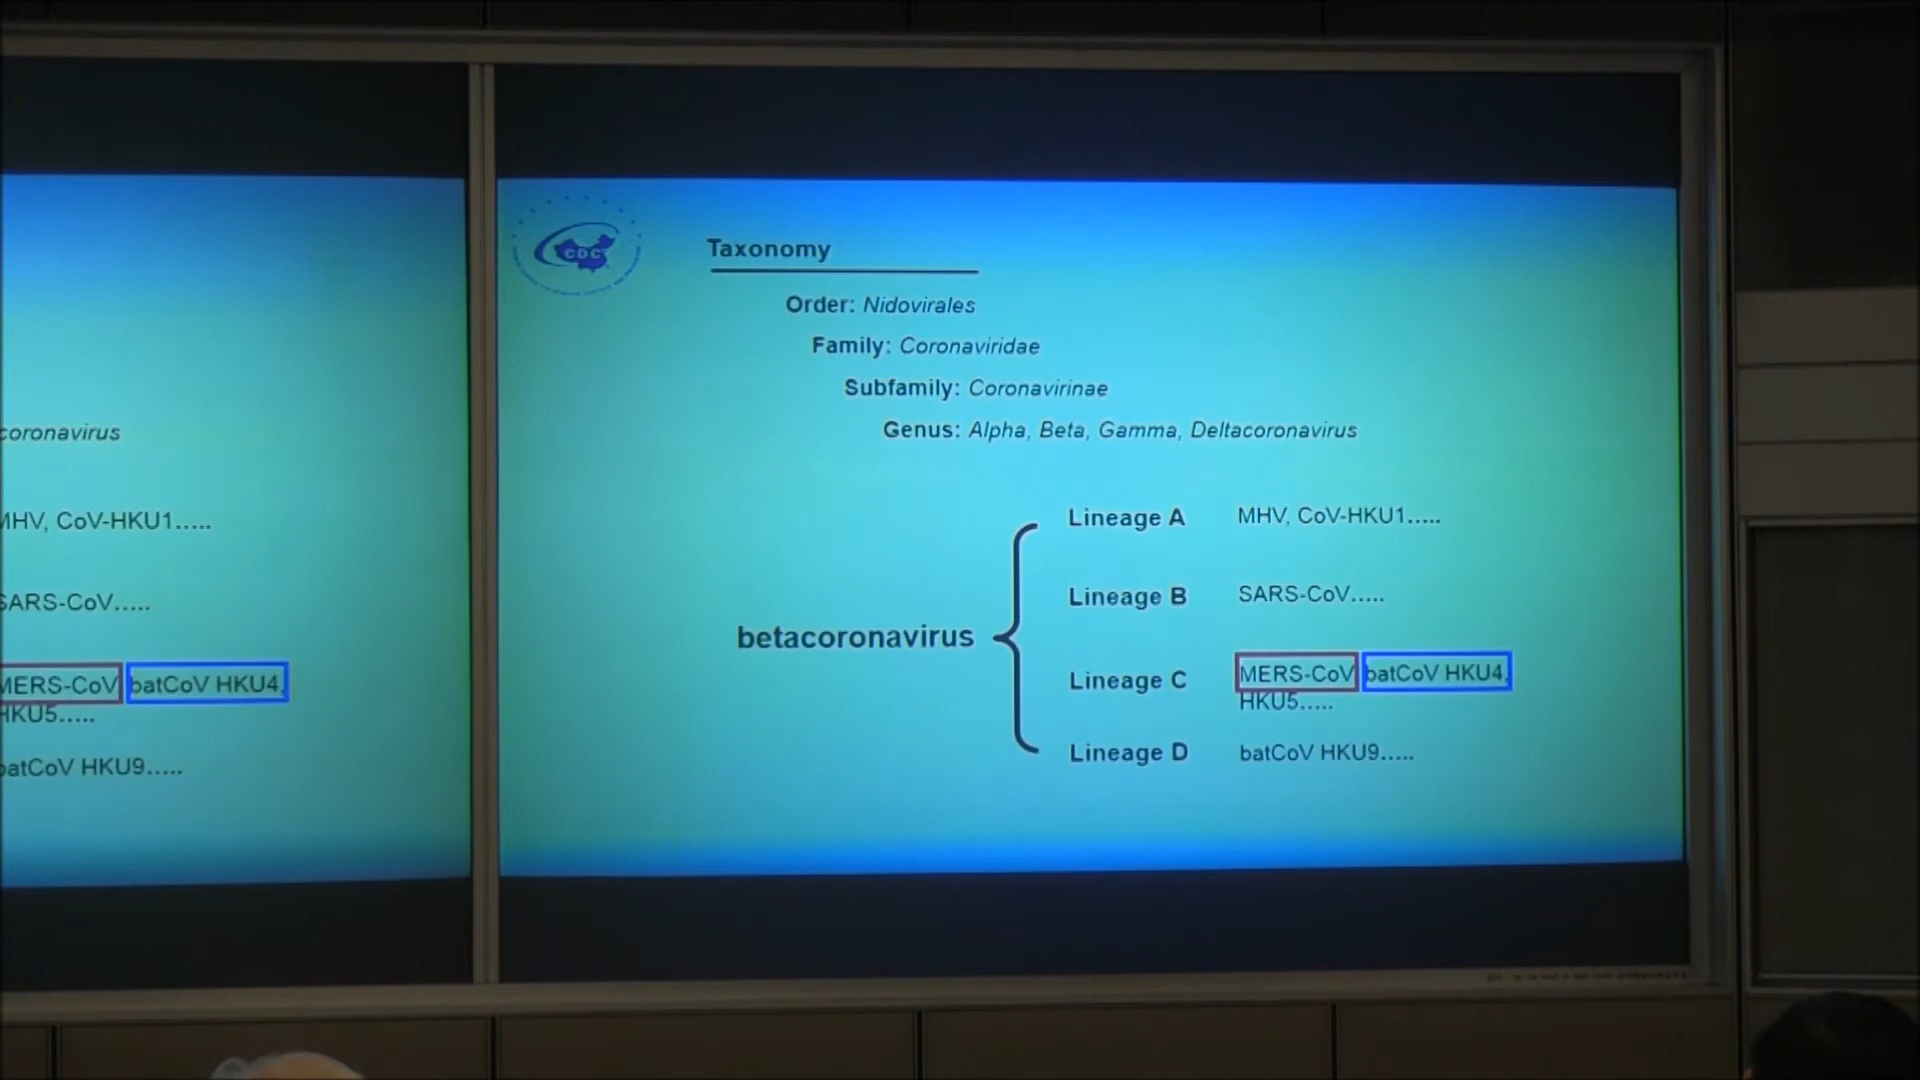 coronavirus
MHV, CoV-HKU1.....
SARS-CoV.....
MERS-CoV batCoV HKU4,
HKU5.....
batCoV HKU9.....
CDC
Taxonomy
Order: Nidovirales
Family: Coronaviridae
Subfamily: Coronavirinae
Genus: Alpha, Beta, Gamma, Deltacoronavirus
betacoronavirus
Lineage A MHV, CoV-HKU1.....
Lineage B SARS-CoV.....
Lineage C MERS-CoV batCoV HKU4,
HKU5.....
Lineage D batCoV HKU9.....